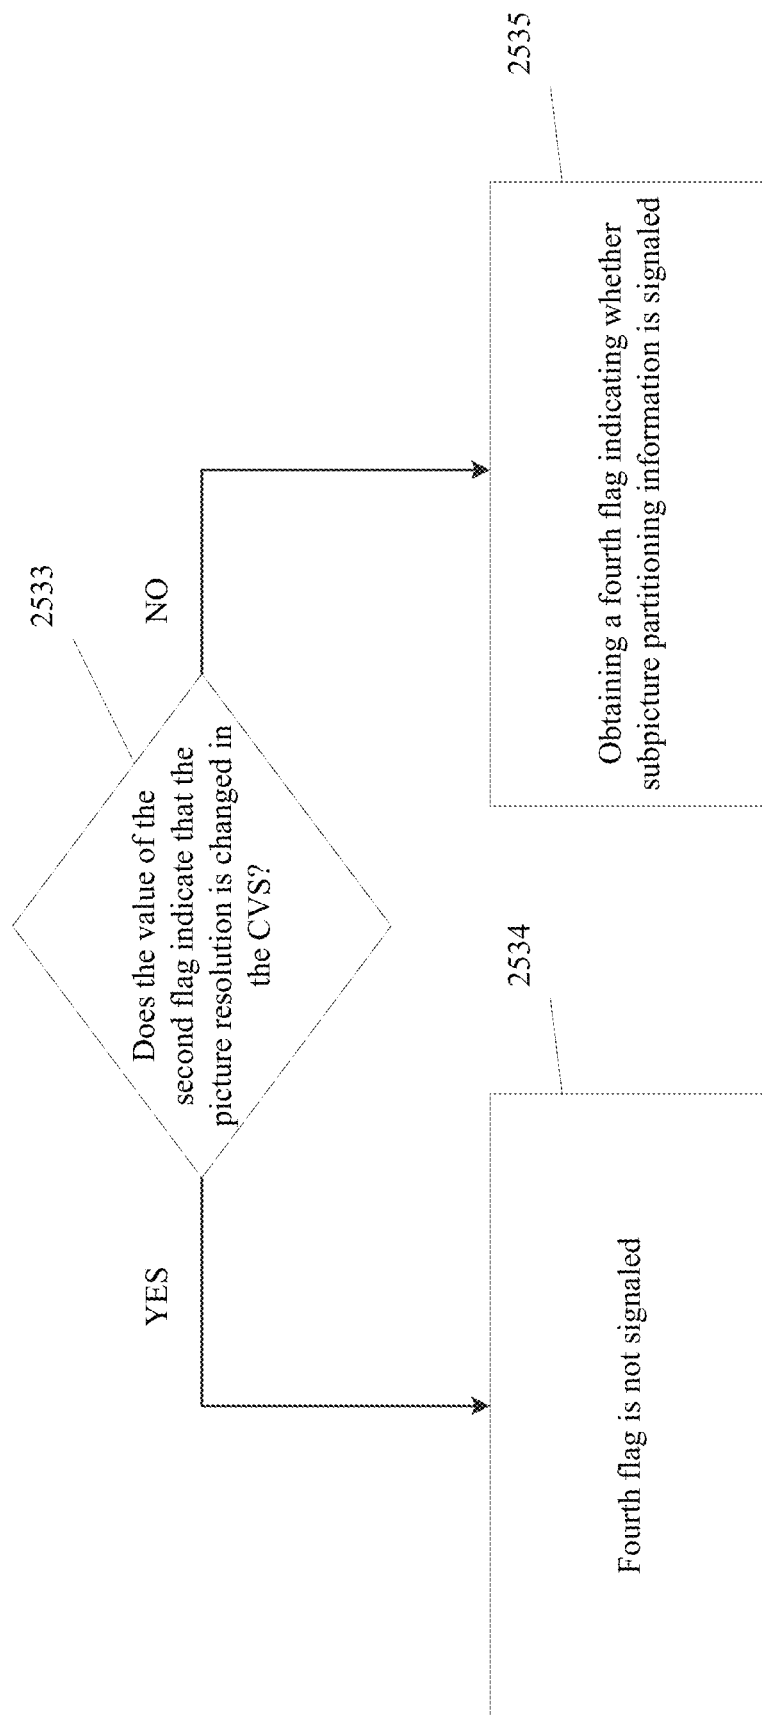 2533
Does the value of the
second flag indicate that the
picture resolution is changed in
the CVS?
YES
NO
2534
Fourth flag is not signaled
2535
Obtaining a fourth flag indicating whether
subpicture partitioning information is signaled